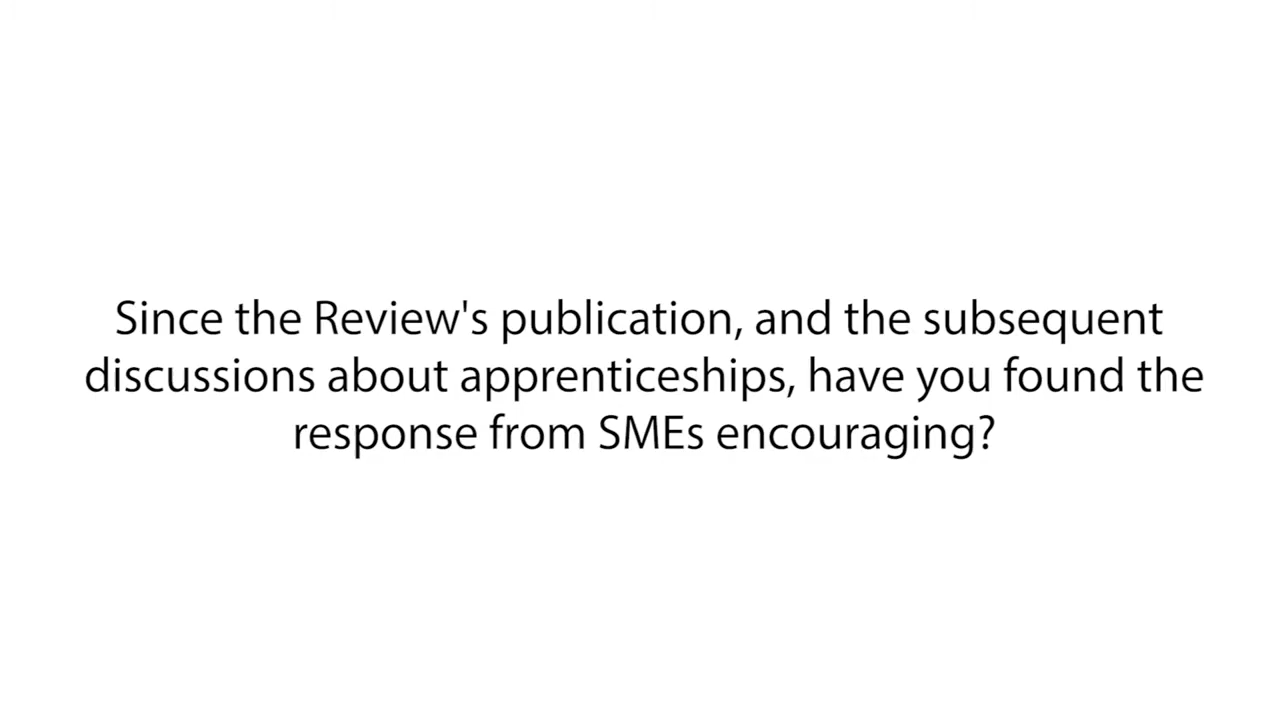 Since the Review's publication, and the subsequent
discussions about apprenticeships, have you found the
response from SMEs encouraging?